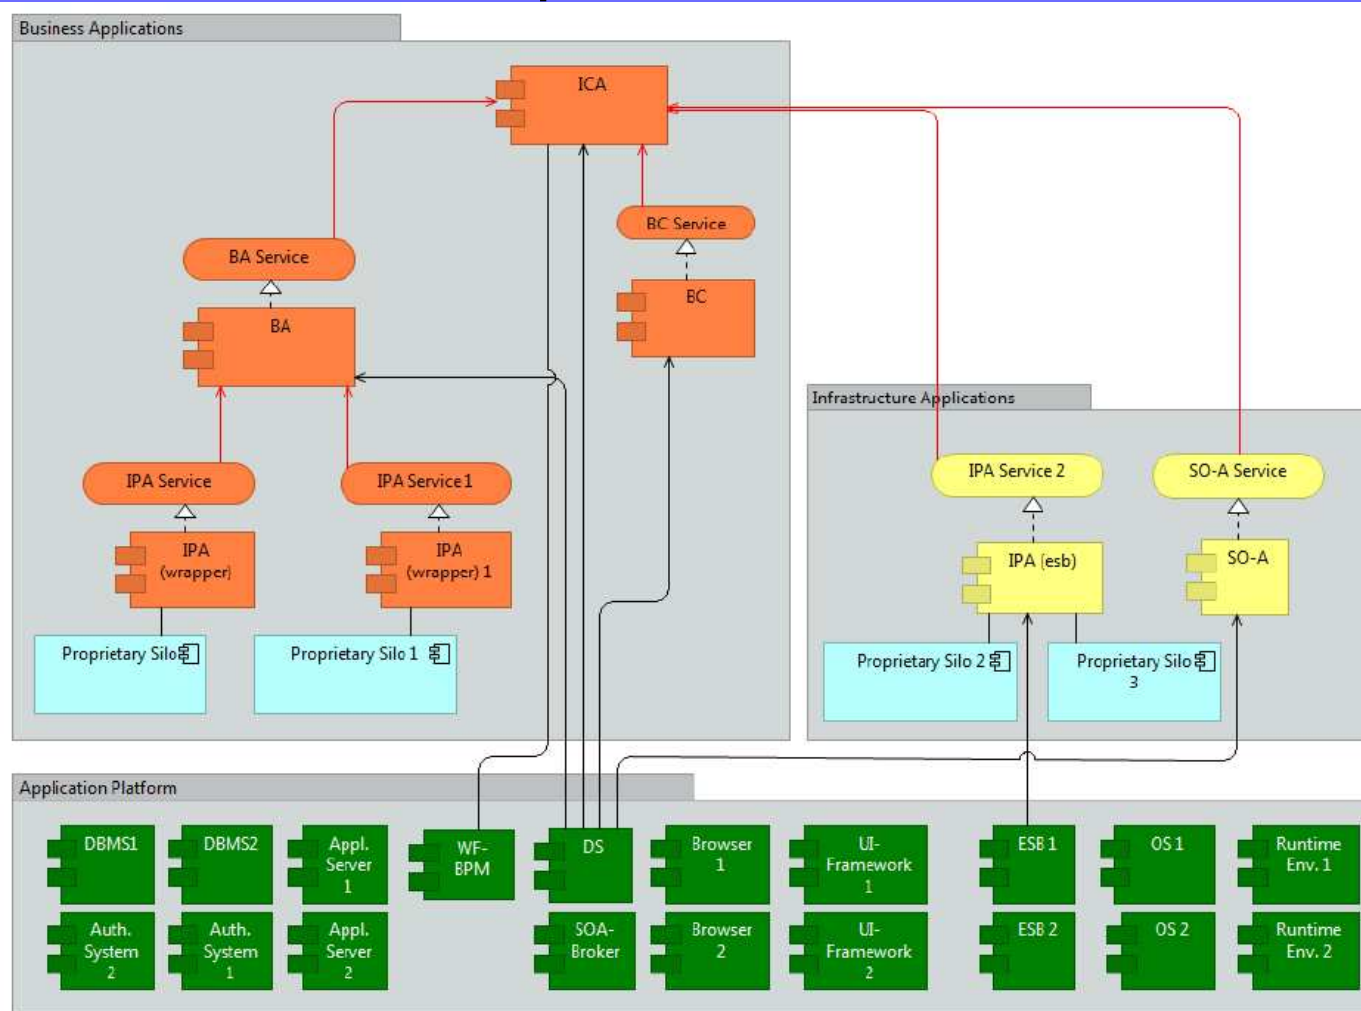 Business Applications
ICA
BC Service
BA Service
BC
BA
IPA Service
IPA Service 1
IPA
(wrapper)
IPA
(wrapper) 1
Proprietary Silo
Proprietary Silo 1
Infrastructure Applications
IPA Service 2
SO-A Service
IPA (esb)
SO-A
Proprietary Silo 2
Proprietary Silo
3
Application Platform
DBMS1
DBMS2
Appl.
Server
1
WF-
BPM
DS
Browser
1
UI-
Framework
1
ESB 1
OS 1
Runtime
Env. 1
Auth.
System
2
Auth.
System
1
Appl.
Server
2
SOA-
Broker
Browser
2
UI-
Framework
2
ESB 2
OS 2
Runtime
Env. 2